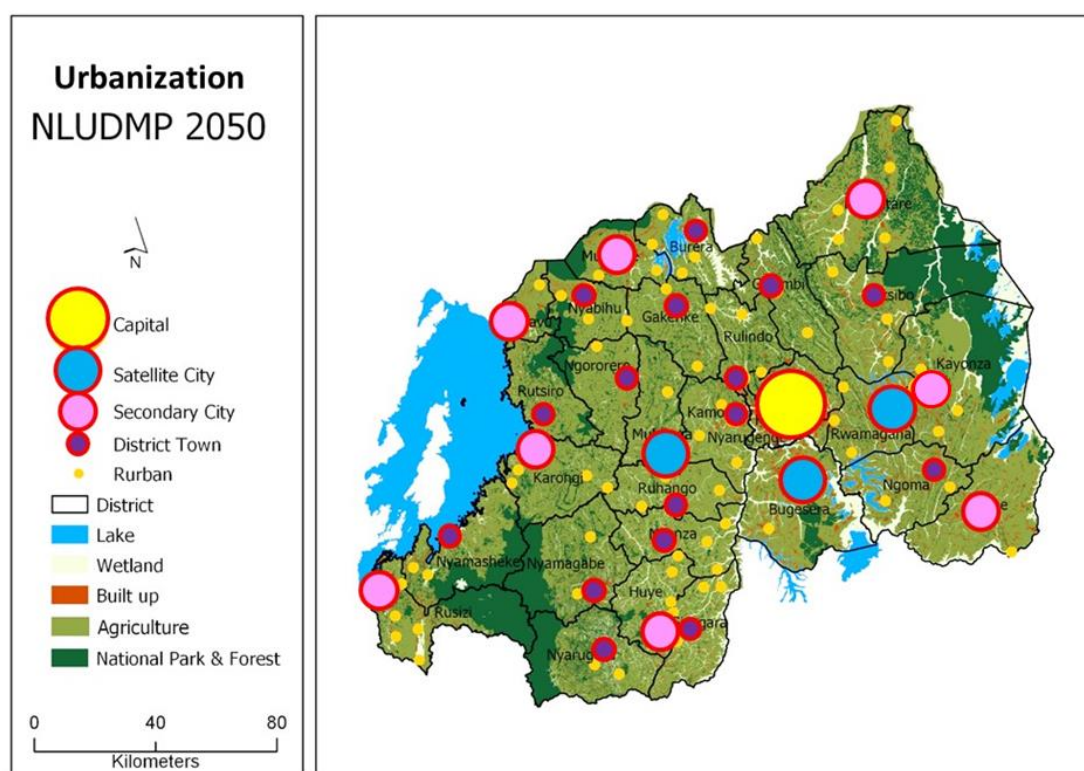 Urbanization
NLUDMP 2050
N
Capital
Satellite City
Secondary City
District Town
Rurban
District
Lake
Wetland
Built up
Agriculture
National Park & Forest
0 40 80
Kilometers
Burera
Nyabihu
Gakenke
Rulindo
Kayonza
Ngororero
Rutsiro
Nyarugenge
Rwamagana
Karongi
Ruhango
Ngoma
Bugesera
Nyamasheke
Nyamagabe
Huye
Rusizi